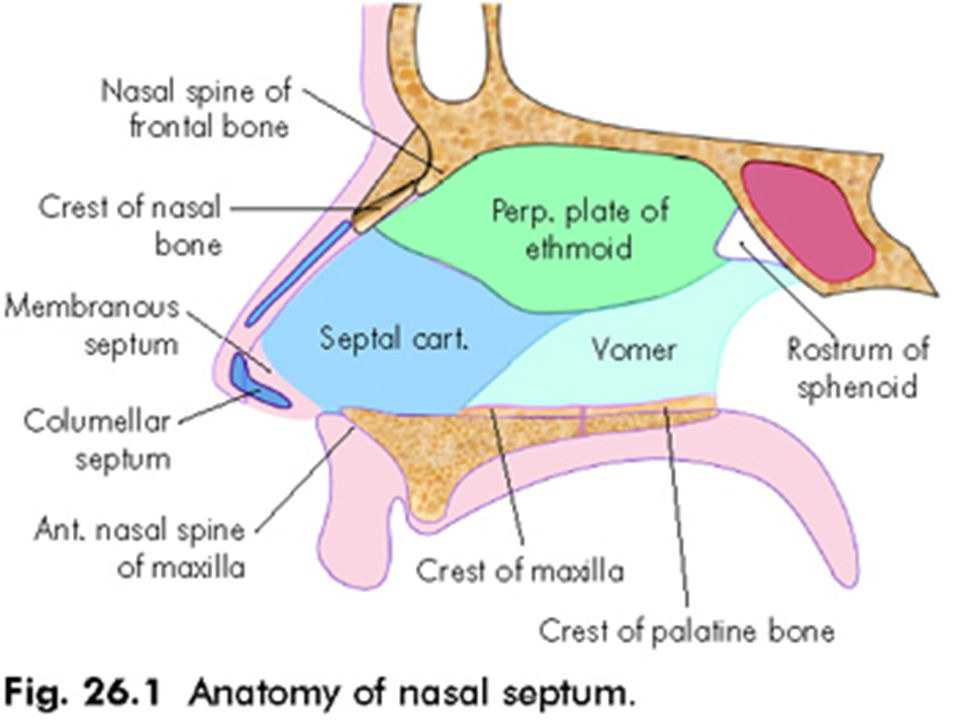 Nasal spine of
frontal bone
Crest of nasal
bone
Perp. plate of
ethmoid
Membranous
septum
Septal cart.
Vomer
Rostrum of
sphenoid
Columellar
septum
Ant. nasal spine
of maxilla
Crest of maxilla
Crest of palatine bone
Fig. 26.1 Anatomy of nasal septum.